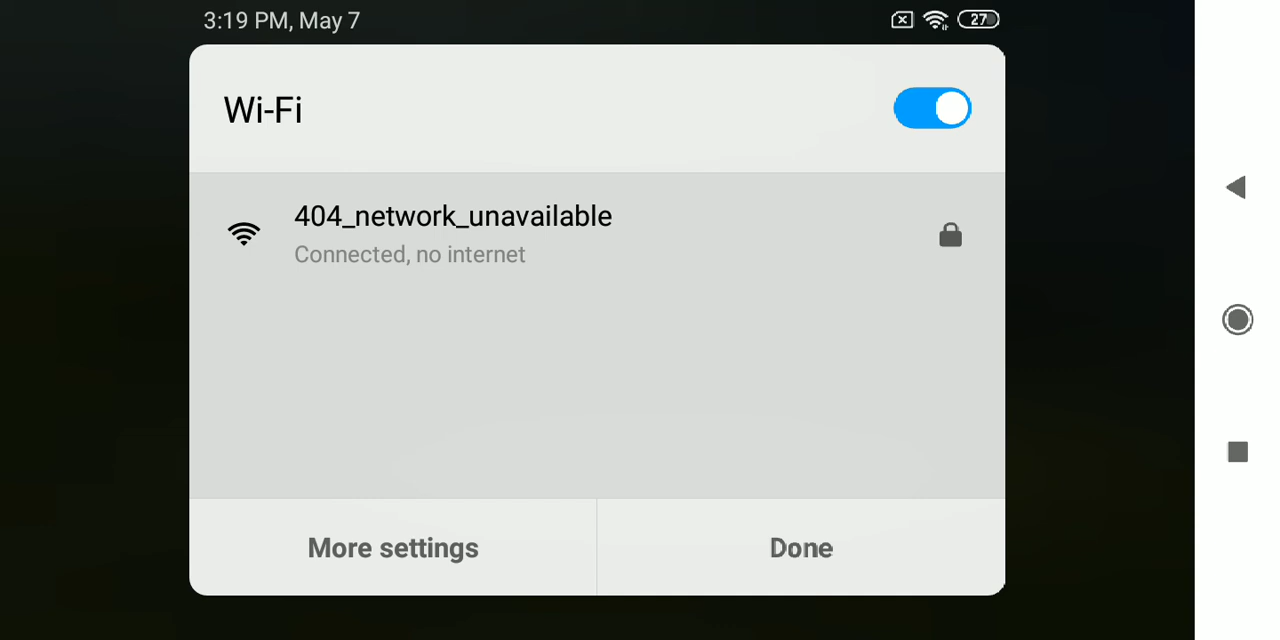 3:19 PM, May 7
27
Wi-Fi
404_network_unavailable
Connected, no internet
More settings
Done